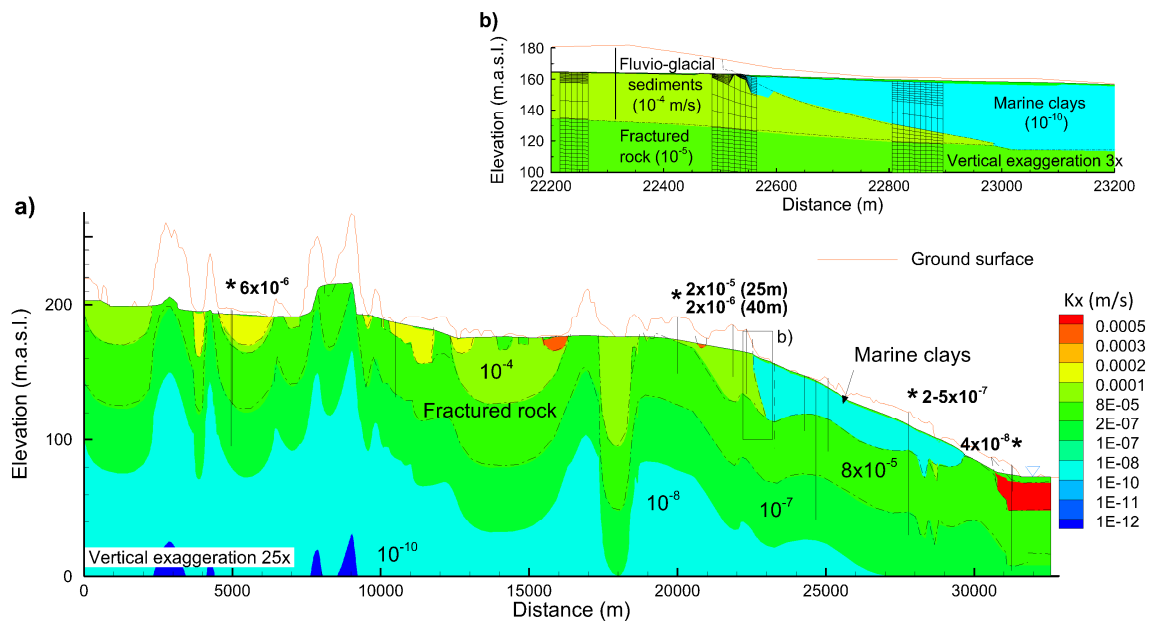 b)
Elevation (m.a.s.l.)
180
160
140
120
100
Fluvio-glacial
sediments
(10⁻⁴ m/s)
Fractured
rock (10⁻⁵)
Marine clays
(10⁻¹⁰)
Vertical exaggeration 3x
22200 22400 22600 22800 23000 23200
Distance (m)
a)
Elevation (m.a.s.l.)
200
100
0
Ground surface
* 6x10⁻⁶
* 2x10⁻⁵ (25m)
2x10⁻⁶ (40m)
b)
Marine clays
* 2-5x10⁻⁷
4x10⁻⁸ *
10⁻⁴
Fractured rock
8x10⁻⁵
10⁻⁸
10⁻⁷
10⁻¹⁰
Vertical exaggeration 25x
0 5000 10000 15000 20000 25000 30000
Distance (m)
Kx (m/s)
0.0005
0.0003
0.0002
0.0001
8E-05
2E-07
1E-07
1E-08
1E-10
1E-11
1E-12